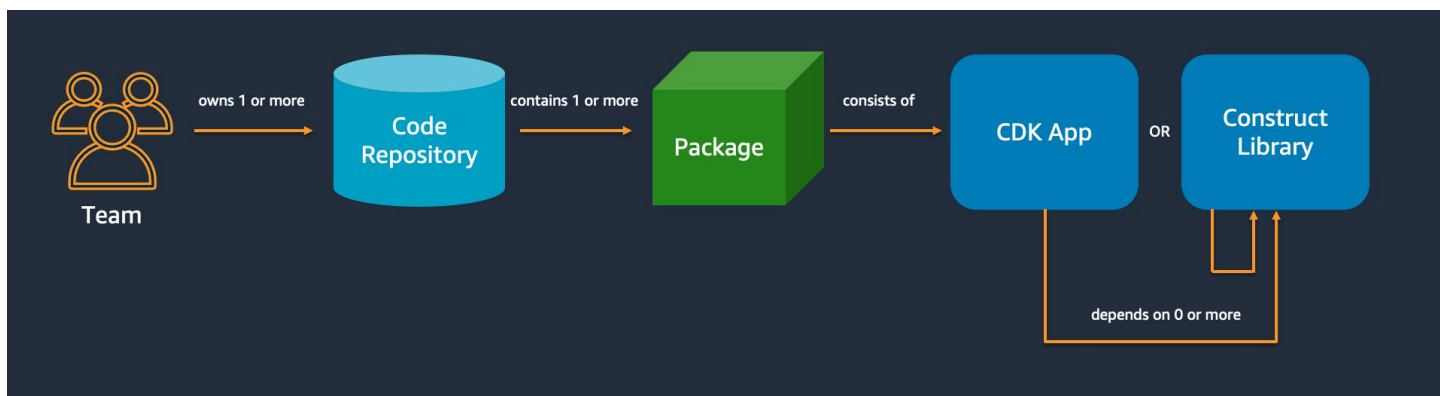 owns 1 or more
contains 1 or more
consists of
Code
Repository
Package
CDK App
OR
Construct
Library
Team
depends on 0 or more